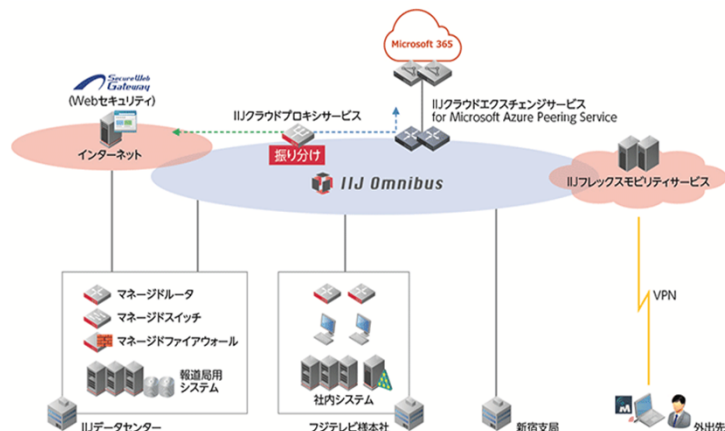 Microsoft 365
SecureWeb
Gateway
(Webセキュリティ)
IIJクラウドプロキシサービス
IIJクラウドエクスチェンジサービス
for Microsoft Azure Peering Service
インターネット
振り分け
IIJ Omnibus
IIJフレックスモビリティサービス
マネージドルータ
マネージドスイッチ
マネージドファイアウォール
報道局用
システム
社内システム
VPN
M
IIJデータセンター
フジテレビ様本社
新宿支局
外出先